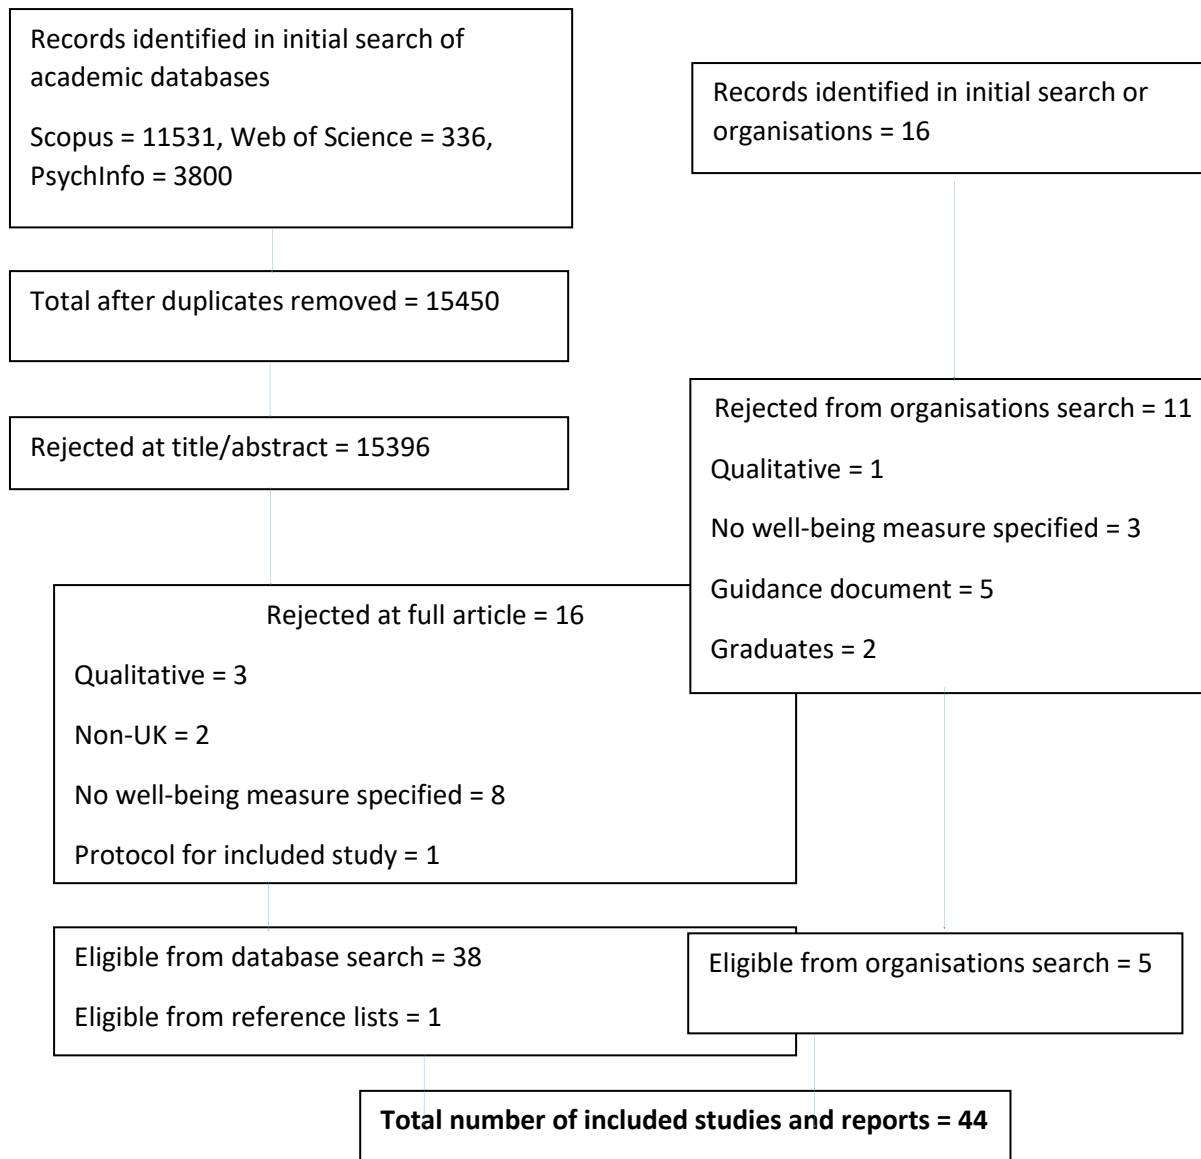 Records identified in initial search of
academic databases
Scopus = 11531, Web of Science = 336,
PsychInfo = 3800
Records identified in initial search or
organisations = 16
Total after duplicates removed = 15450
Rejected at title/abstract = 15396
Rejected from organisations search = 11
Qualitative = 1
No well-being measure specified = 3
Guidance document = 5
Graduates = 2
Rejected at full article = 16
Qualitative = 3
Non-UK = 2
No well-being measure specified = 8
Protocol for included study = 1
Eligible from database search = 38
Eligible from reference lists = 1
Eligible from organisations search = 5
Total number of included studies and reports = 44